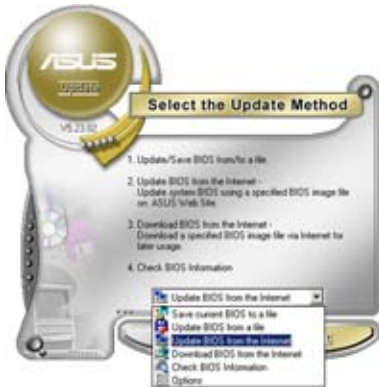 ASUS
Update
V5.23.02
Select the Update Method
1. Update/Save BIOS from/to a file
2. Update BIOS from the Internet -
Update system BIOS using a specified BIOS image file
on ASUS Web Site.
3. Download BIOS from the Internet -
Download a specified BIOS image file via Internet for
later usage.
4. Check BIOS Information
Update BIOS from the Internet
Save current BIOS to a file
Update BIOS from a file
Update BIOS from the Internet
Download BIOS from the Internet
Check BIOS Information
Options